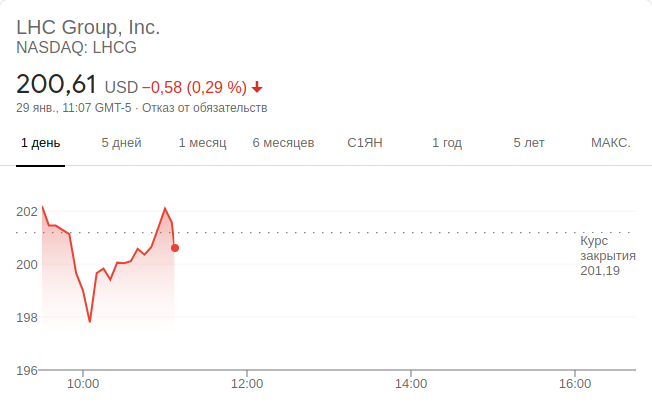 LHC Group, Inc.
NASDAQ: LHCG
200,61 USD −0,58 (0,29 %)
29 янв., 11:07 GMT-5 · Отказ от обязательств
1 день 5 дней 1 месяц 6 месяцев С1ЯН 1 год 5 лет МАКС.
202
Курс
закрытия
201,19
200
198
196
10:00 12:00 14:00 16:00